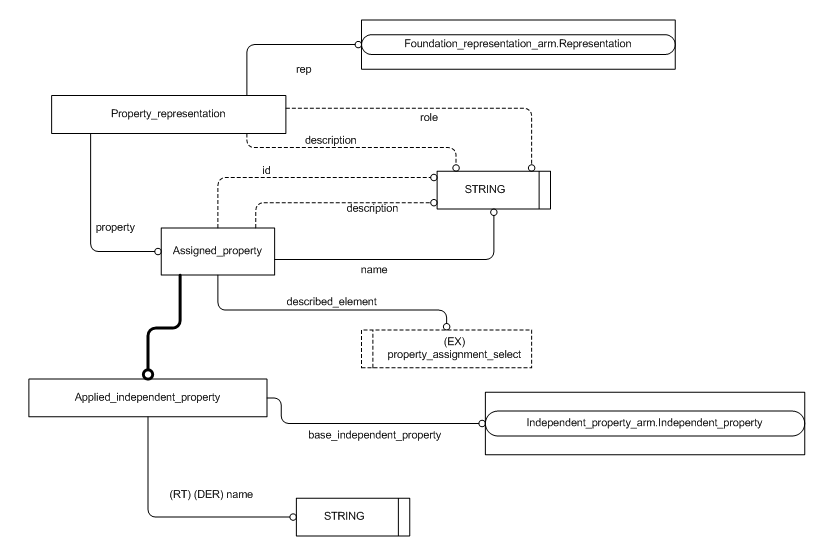 Foundation_representation_arm.Representation
rep
Property_representation
role
description
id
STRING
description
property
Assigned_property
name
described_element
(EX)
property_assignment_select
Applied_independent_property
Independent_property_arm.Independent_property
base_independent_property
(RT) (DER) name
STRING